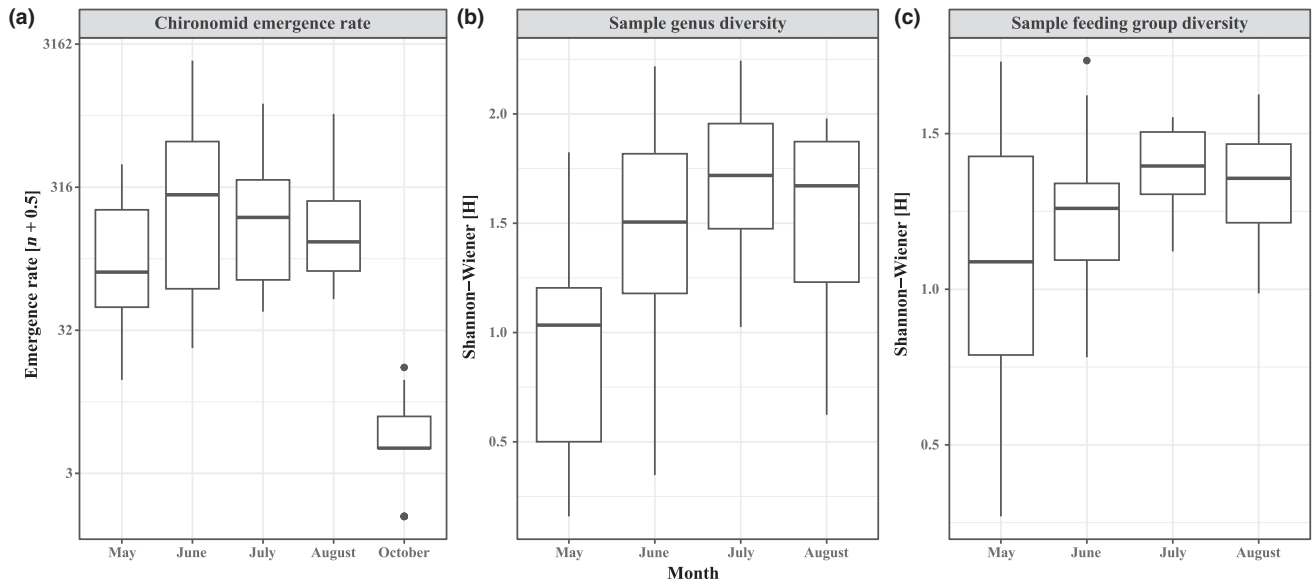 (a)
Chironomid emergence rate
Emergence rate [n + 0.5]
3162
316
32
3
May June July August October
(b)
Sample genus diversity
Shannon−Wiener [H]
2.0
1.5
1.0
0.5
May June July August
(c)
Sample feeding group diversity
Shannon−Wiener [H]
1.5
1.0
0.5
May June July August
Month